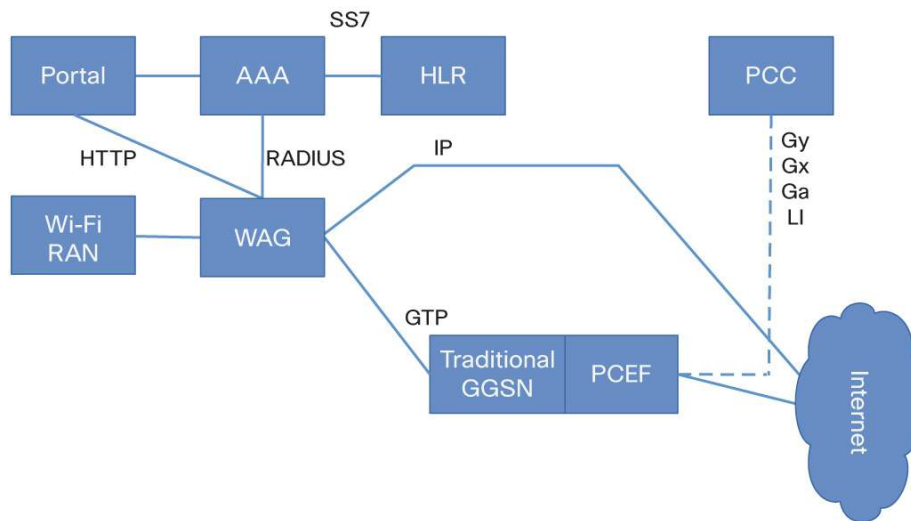 SS7
Portal
AAA
HLR
PCC
HTTP
RADIUS
IP
Gy
Gx
Ga
LI
Wi-Fi
RAN
WAG
GTP
Traditional
GGSN
PCEF
Internet